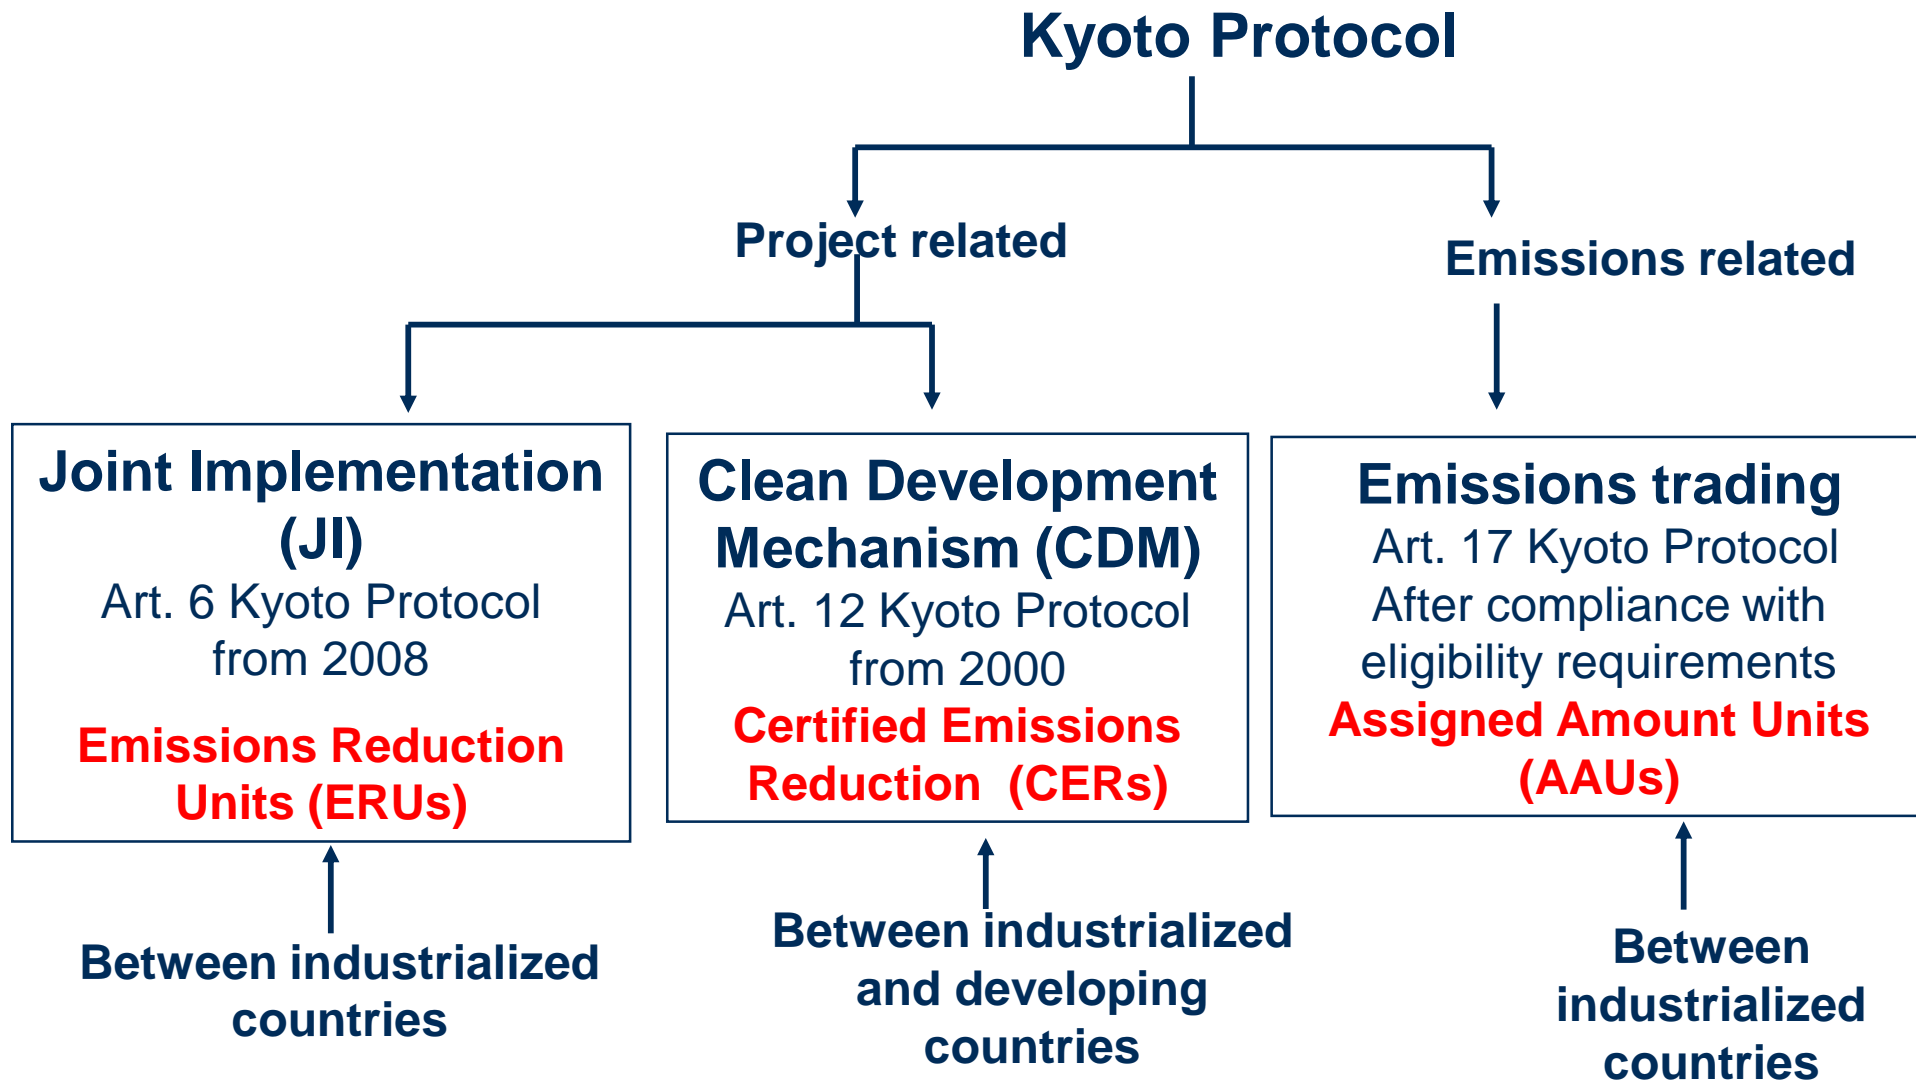 Kyoto Protocol
Project related
Emissions related
Joint Implementation
(JI)
Art. 6 Kyoto Protocol
from 2008
Emissions Reduction
Units (ERUs)
Clean Development
Mechanism (CDM)
Art. 12 Kyoto Protocol
from 2000
Certified Emissions
Reduction (CERs)
Emissions trading
Art. 17 Kyoto Protocol
After compliance with
eligibility requirements
Assigned Amount Units
(AAUs)
Between industrialized
countries
Between industrialized
and developing
countries
Between
industrialized
countries